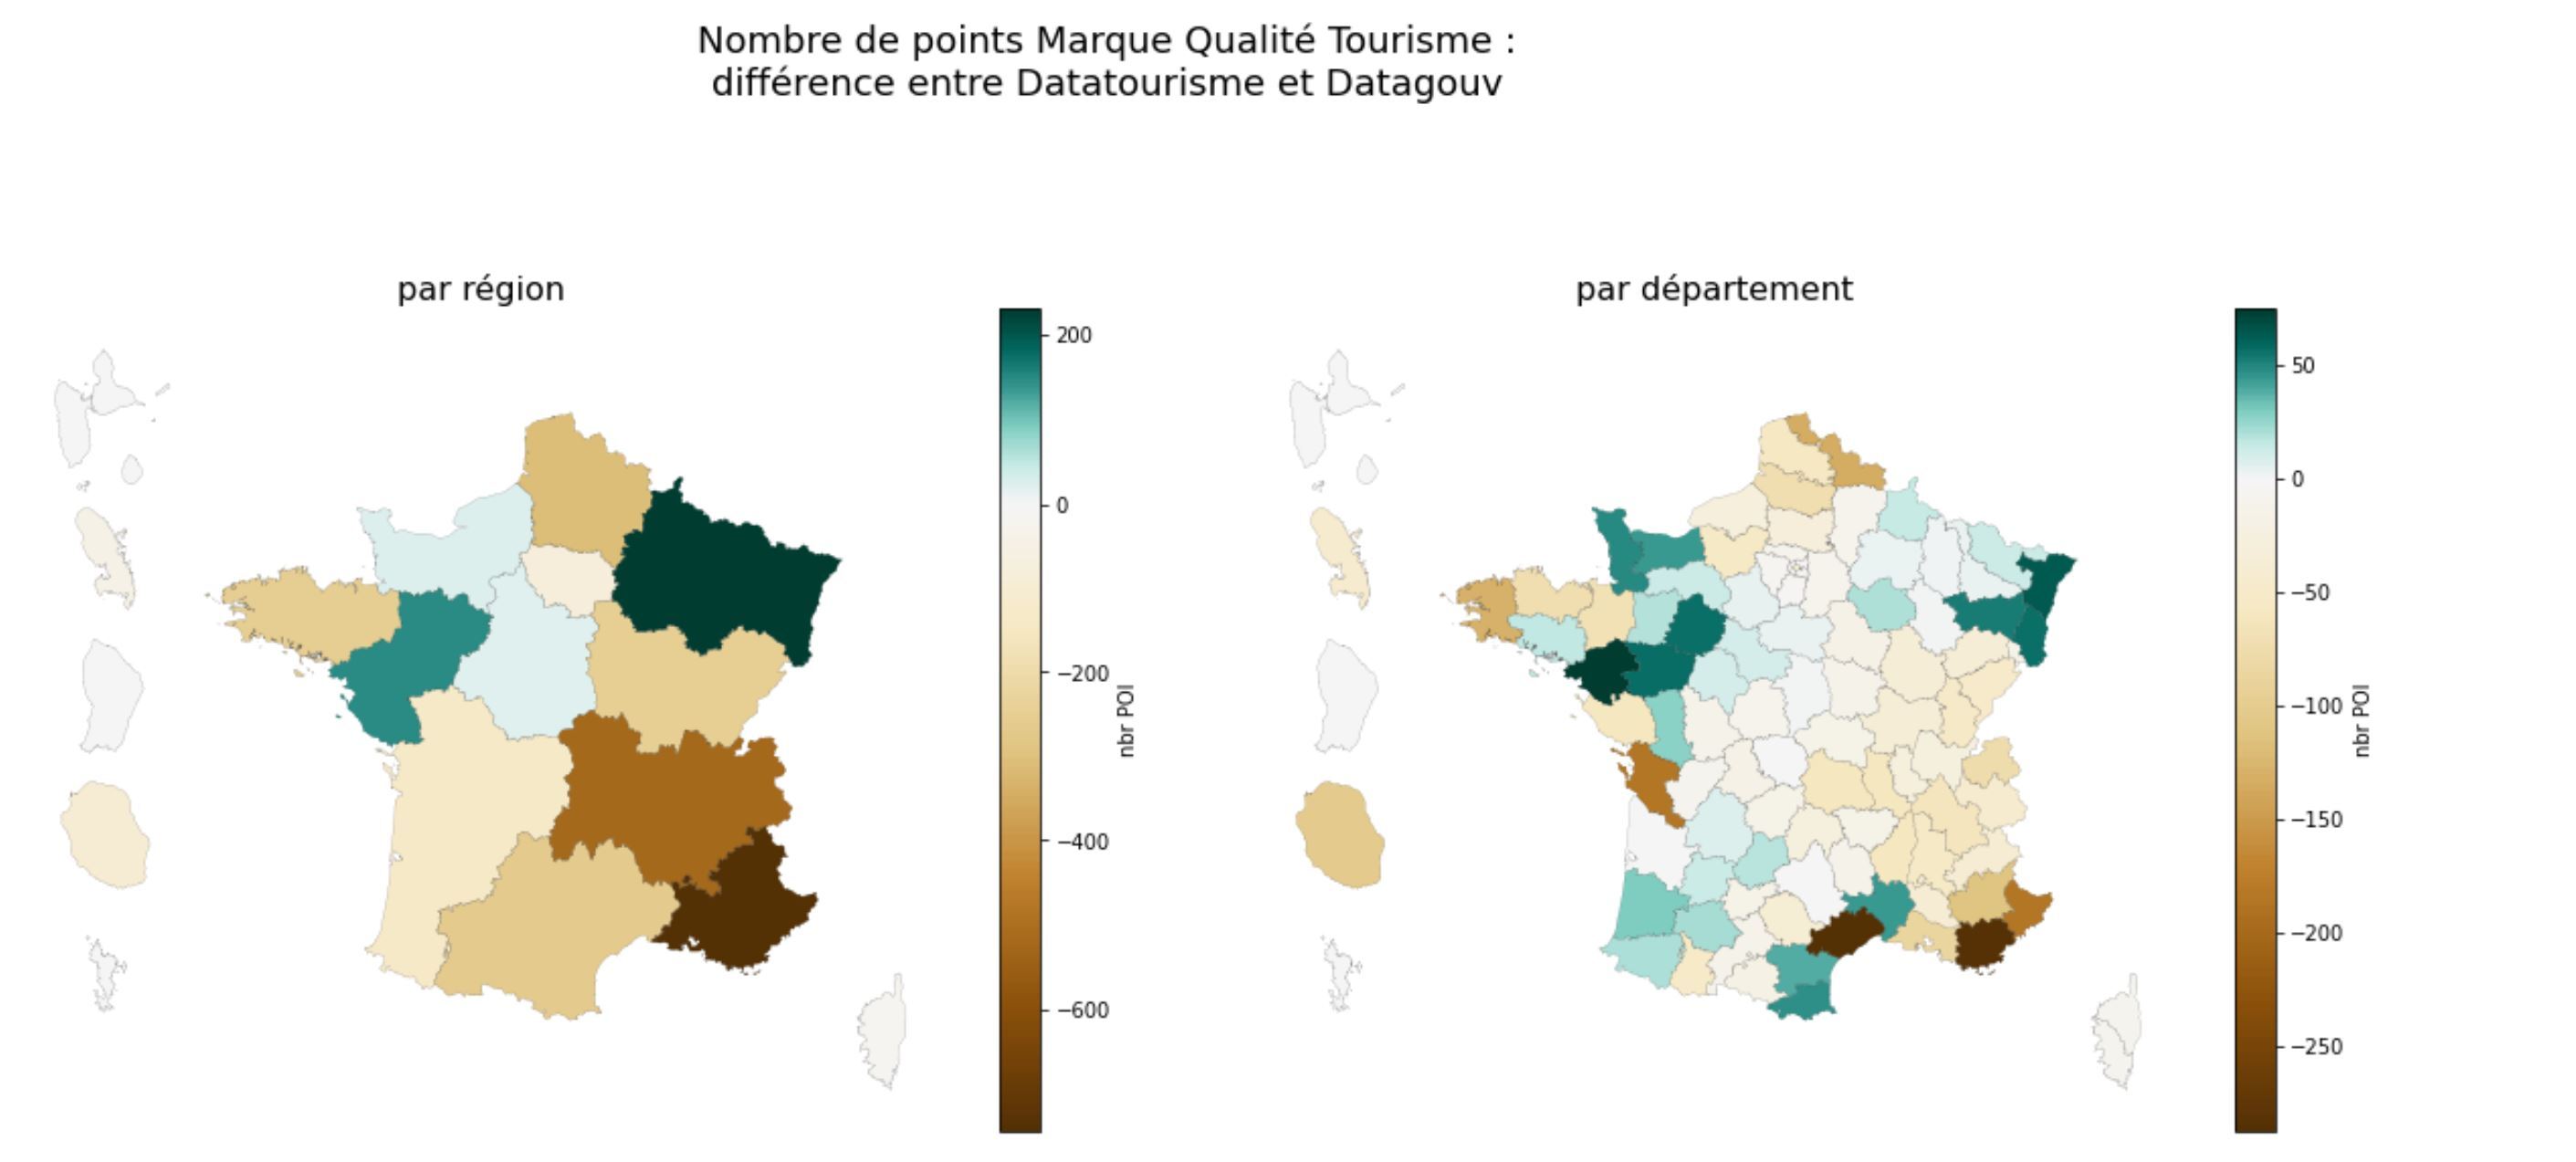 Nombre de points Marque Qualité Tourisme :
différence entre Datatourisme et Datagouv
par région
200
0
−200
−400
−600
nbr POI
par département
50
0
−50
−100
−150
−200
−250
nbr POI